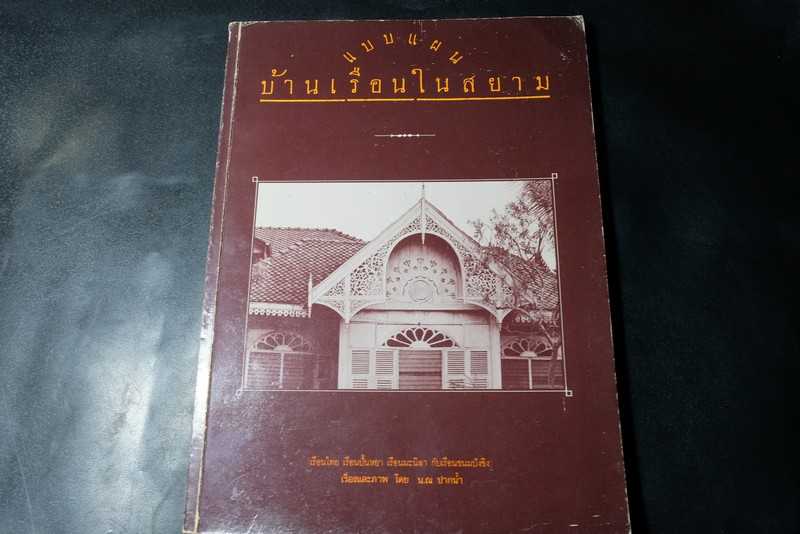 แบบแผน
บ้านเรือนในสยาม
(เรือนไทย เรือนปั้นหยา เรือนมะนิลา กับเรือนขนมปังขิง)
เรื่องและภาพ โดย น.ณ ปากน้ำ